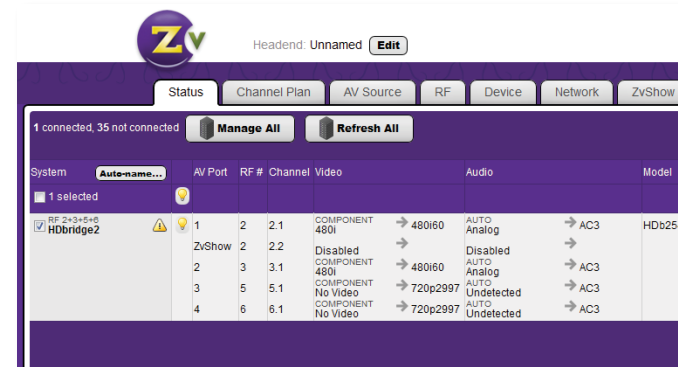 Zv
Headend: Unnamed Edit
Status Channel Plan AV Source RF Device Network ZvShow
1 connected, 35 not connected Manage All Refresh All
System Auto-name... AV Port RF # Channel Video Audio Model
1 selected
RF 2+3+5+6
HDbridge2
1 2 2.1 COMPONENT 480i 480i60 AUTO Analog AC3 HDb25
ZvShow 2 2.2 Disabled Disabled
2 3 3.1 COMPONENT 480i 480i60 AUTO Analog AC3
3 5 5.1 COMPONENT No Video 720p2997 AUTO Undetected AC3
4 6 6.1 COMPONENT No Video 720p2997 AUTO Undetected AC3